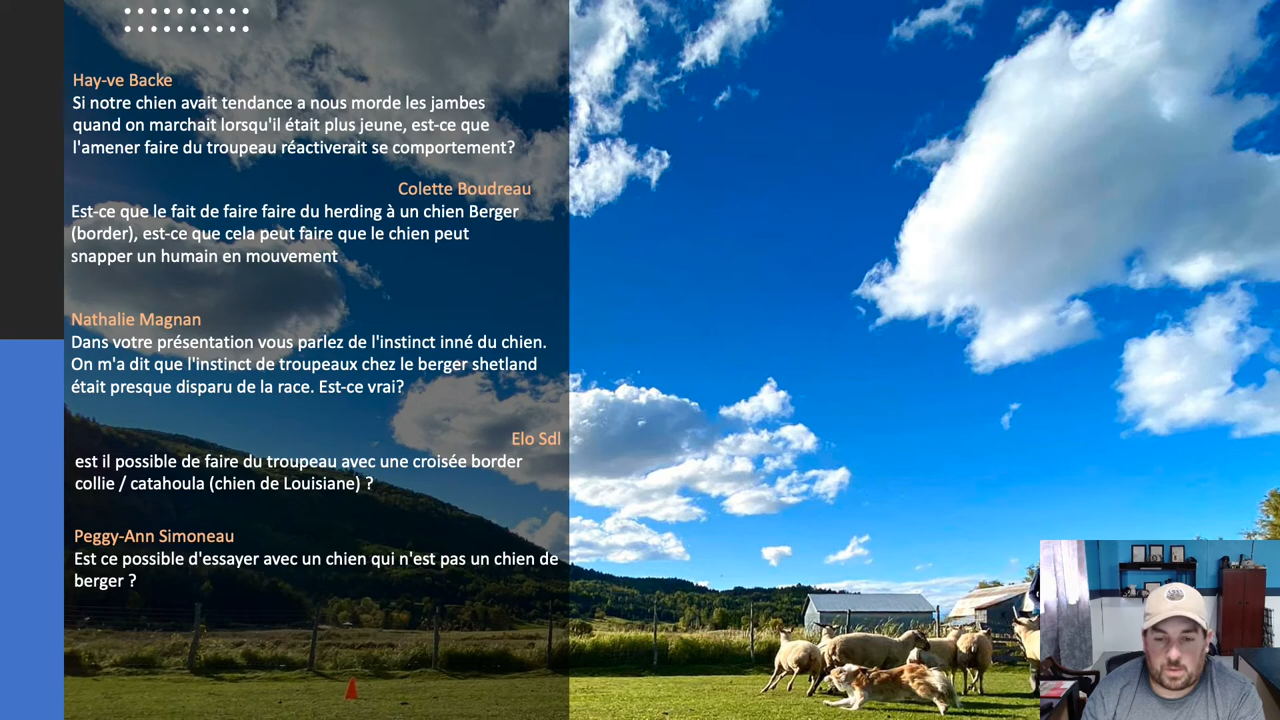 Hay-ve Backe
Si notre chien avait tendance a nous morde les jambes
quand on marchait lorsqu'il était plus jeune, est-ce que
l'amener faire du troupeau réactiverait se comportement?
Colette Boudreau
Est-ce que le fait de faire faire du herding à un chien Berger
(border), est-ce que cela peut faire que le chien peut
snapper un humain en mouvement
Nathalie Magnan
Dans votre présentation vous parlez de l'instinct inné du chien.
On m'a dit que l'instinct de troupeaux chez le berger shetland
était presque disparu de la race. Est-ce vrai?
Elo Sdl
est il possible de faire du troupeau avec une croisée border
collie / catahoula (chien de Louisiane) ?
Peggy-Ann Simoneau
Est ce possible d'essayer avec un chien qui n'est pas un chien de
berger ?